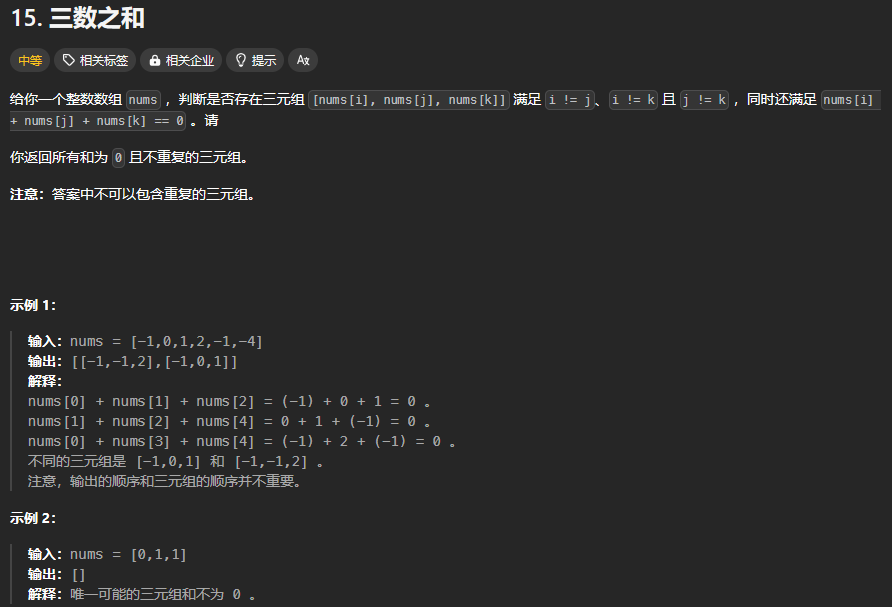 15. 三数之和
中等 相关标签 相关企业 提示 Aあ
给你一个整数数组 nums ，判断是否存在三元组 [nums[i], nums[j], nums[k]] 满足 i != j、i != k 且 j != k ，同时还满足 nums[i]
+ nums[j] + nums[k] == 0 。请
你返回所有和为 0 且不重复的三元组。
注意：答案中不可以包含重复的三元组。
示例 1：
输入：nums = [-1,0,1,2,-1,-4]
输出：[[-1,-1,2],[-1,0,1]]
解释：
nums[0] + nums[1] + nums[2] = (-1) + 0 + 1 = 0 。
nums[1] + nums[2] + nums[4] = 0 + 1 + (-1) = 0 。
nums[0] + nums[3] + nums[4] = (-1) + 2 + (-1) = 0 。
不同的三元组是 [-1,0,1] 和 [-1,-1,2] 。
注意，输出的顺序和三元组的顺序并不重要。
示例 2：
输入：nums = [0,1,1]
输出：[]
解释：唯一可能的三元组和不为 0 。